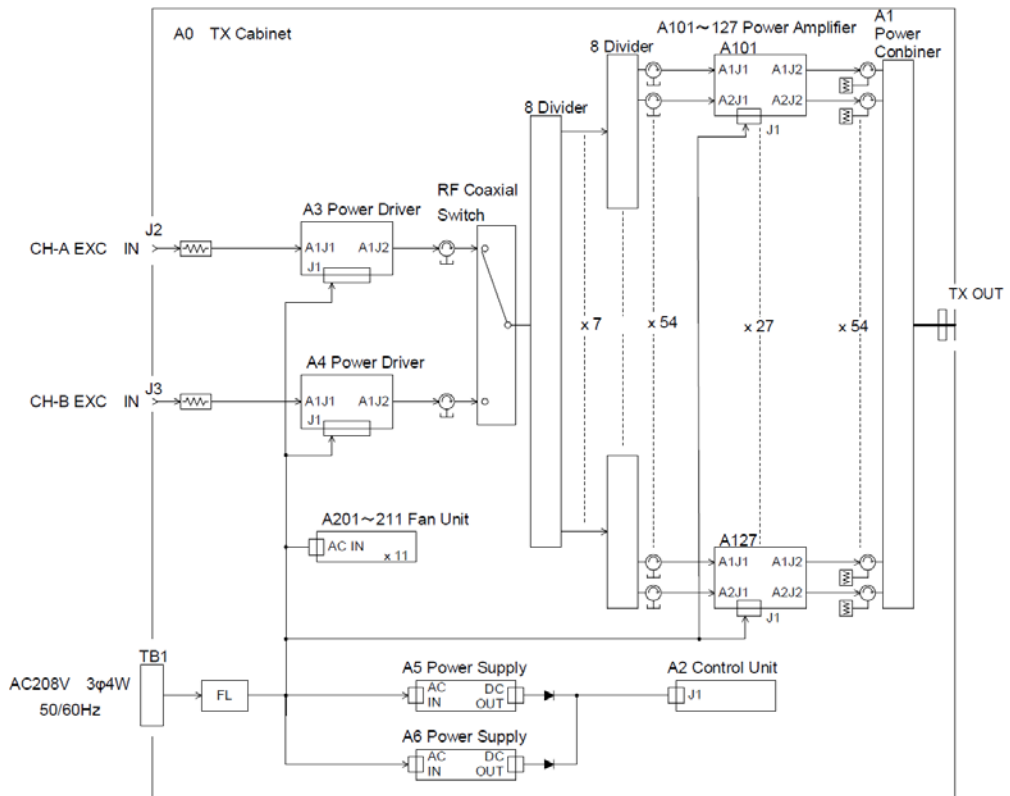 A0 TX Cabinet
A101～127 Power Amplifier
A1
Power
Conbiner
8 Divider
A101
A1J1 A1J2
A2J1 A2J2
J1
8 Divider
RF Coaxial
Switch
A3 Power Driver
J2
CH-A EXC IN
A1J1 A1J2
J1
TX OUT
x 7
x 54
x 27
x 54
A4 Power Driver
J3
CH-B EXC IN
A1J1 A1J2
J1
A201～211 Fan Unit
AC IN
x 11
A127
A1J1 A1J2
A2J1 A2J2
J1
TB1
AC208V 3φ4W
50/60Hz
FL
A5 Power Supply
AC DC
IN OUT
A2 Control Unit
J1
A6 Power Supply
AC DC
IN OUT